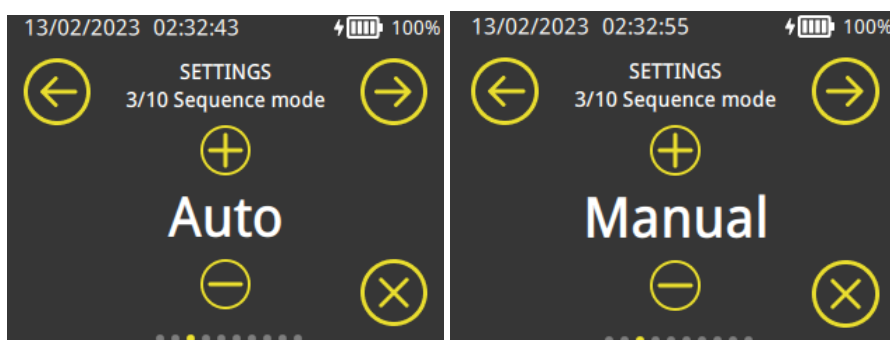 13/02/2023 02:32:43 100%
SETTINGS
3/10 Sequence mode
Auto
13/02/2023 02:32:55 100%
SETTINGS
3/10 Sequence mode
Manual